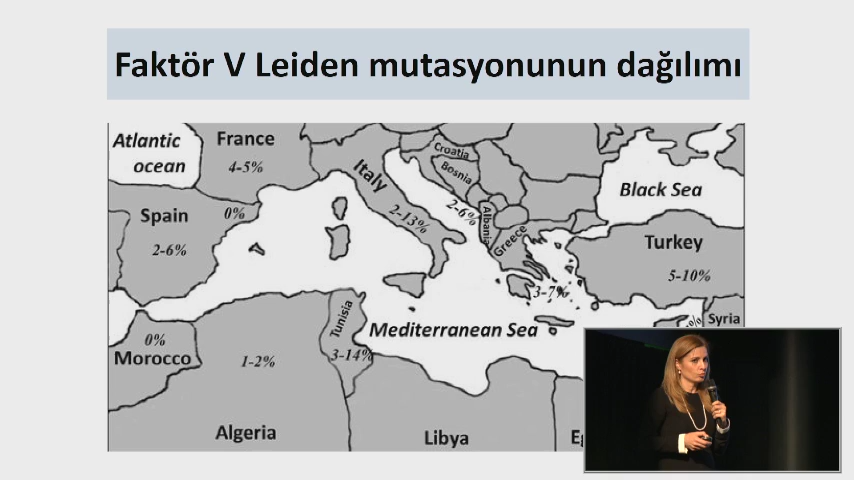 Faktör V Leiden mutasyonunun dağılımı
Atlantic
ocean
France
4-5%
Croatia
Bosnia
Italy
2-13%
Black Sea
Spain
0%
2-6%
2-6%
Albania
Greece
Turkey
5-10%
2-6%
3-7%
Syria
Tunisia
3-14%
Mediterranean Sea
0%
Morocco
1-2%
Algeria
Libya